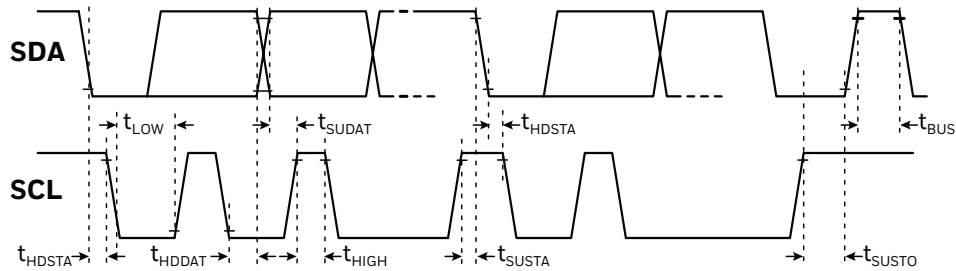 SDA
tLOW tSUDAT tHDSTA tBUS
SCL
tHDSTA tHDDAT tHIGH tSUSTA tSUSTO